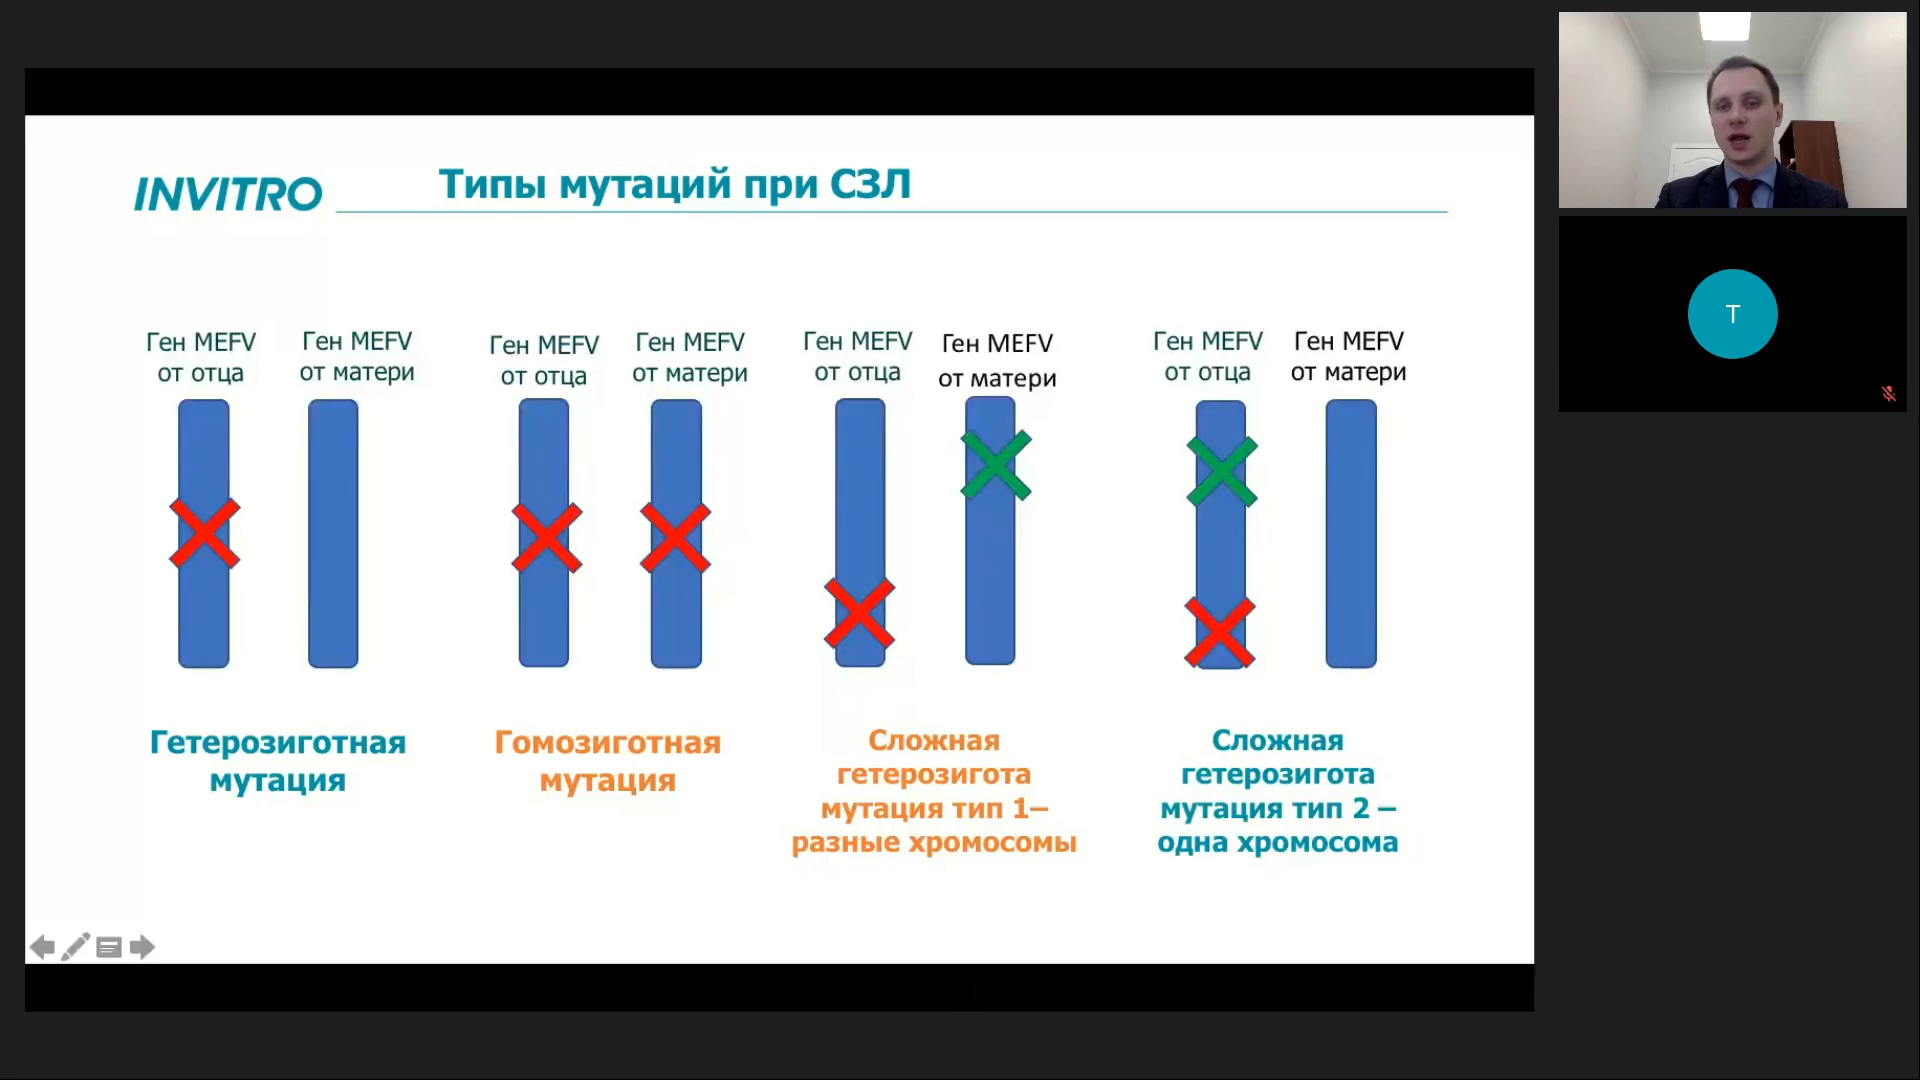 INVITRO
Типы мутаций при СЗЛ
Ген MEFV
от отца
Ген MEFV
от матери
Ген MEFV
от отца
Ген MEFV
от матери
Ген MEFV
от отца
Ген MEFV
от матери
Ген MEFV
от отца
Ген MEFV
от матери
Гетерозиготная
мутация
Гомозиготная
мутация
Сложная
гетерозигота
мутация тип 1–
разные хромосомы
Сложная
гетерозигота
мутация тип 2 –
одна хромосома
T